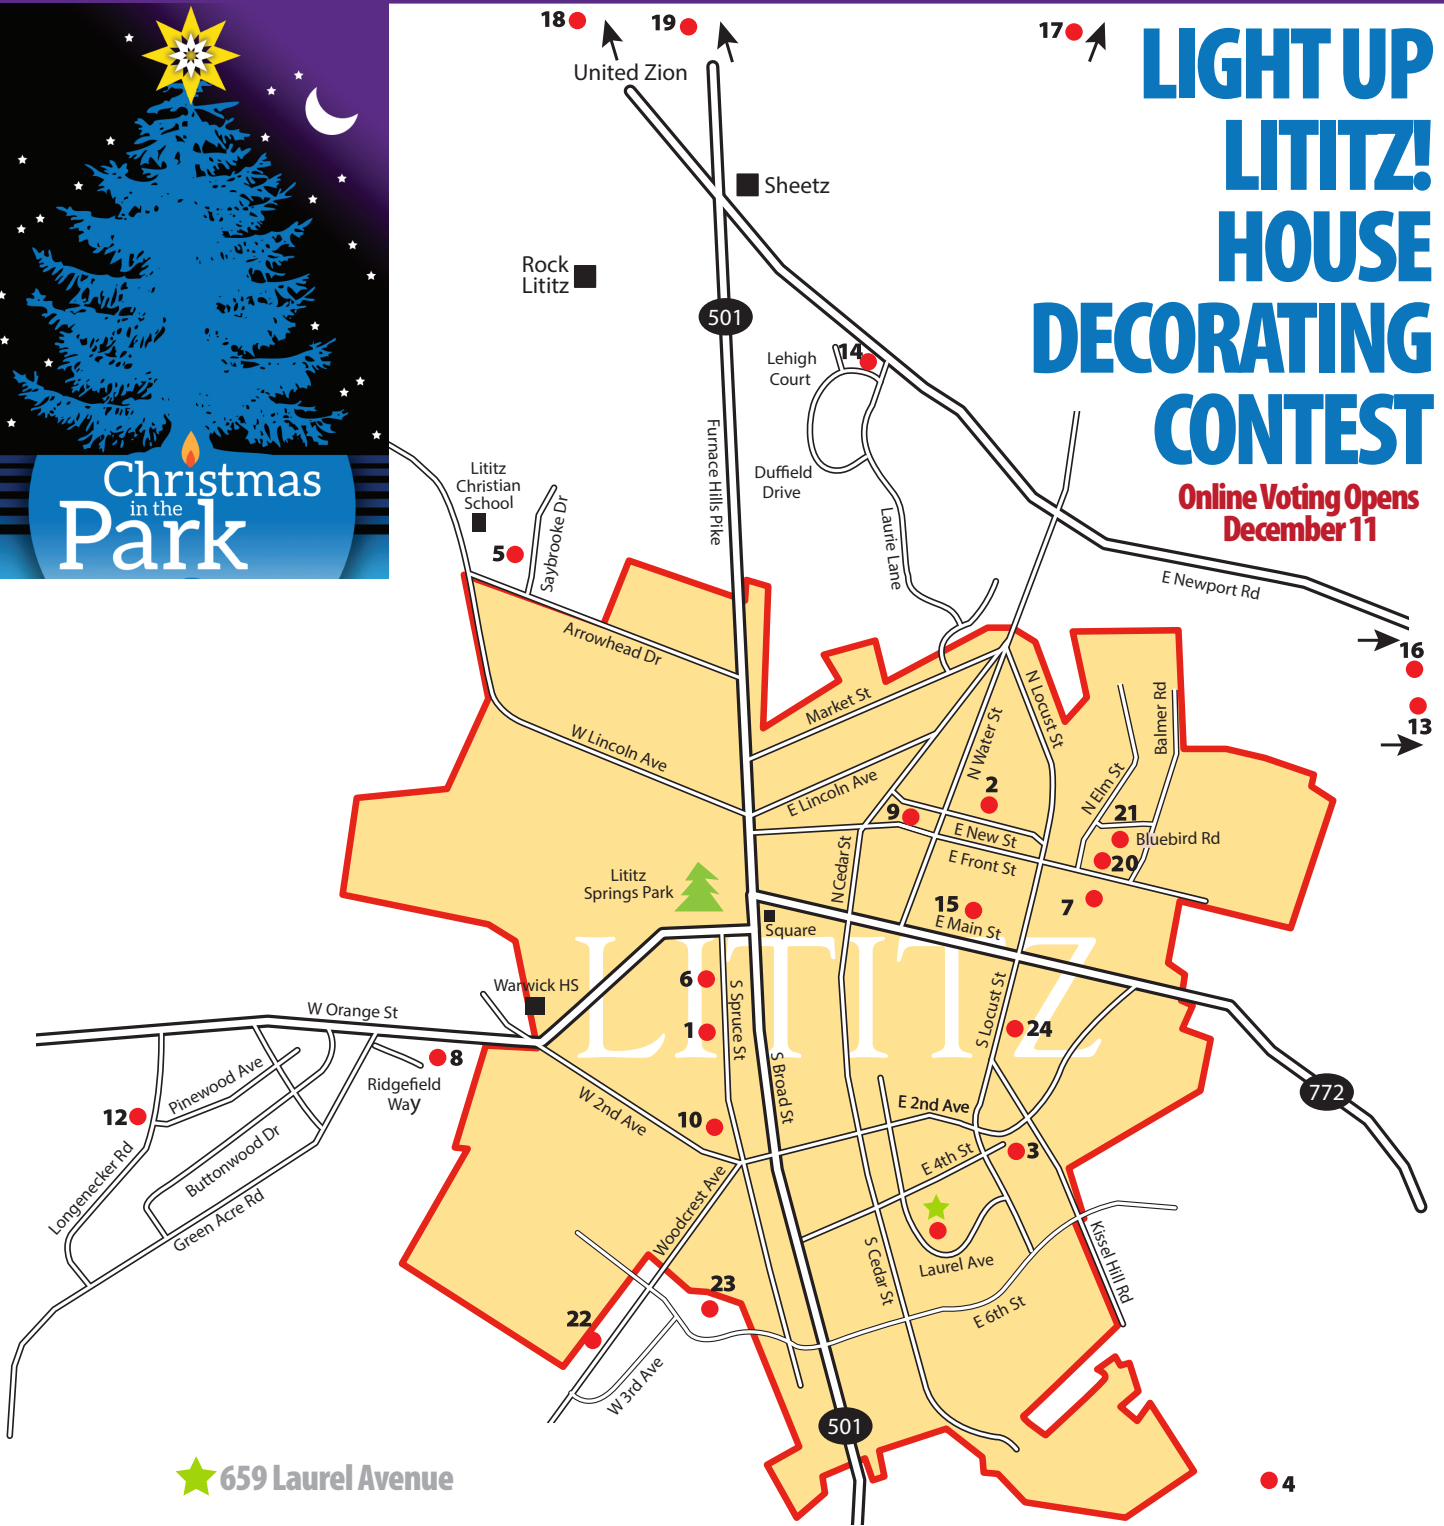 LIGHT UP
LITITZ!
HOUSE
DECORATING
CONTEST
Online Voting Opens
December 11
Christmas
in the
Park
18
19
17
United Zion
Sheetz
Rock
Lititz
501
14
Lehigh
Court
Furnace Hills Pike
Duffield
Drive
Laurie Lane
Lititz
Christian
School
5
Saybrooke Dr
E Newport Rd
16
13
Arrowhead Dr
Market St
N Locust St
Balmer Rd
W Lincoln Ave
N Water St
E Lincoln Ave
2
N Elm St
9
21
E New St
Bluebird Rd
20
E Front St
N Cedar St
Lititz
Springs Park
15
7
E Main St
Square
LITITZ
Warwick HS
6
S Spruce St
S Locust St
W Orange St
1
24
8
Ridgefield
Way
Pinewood Ave
S Broad St
772
12
W 2nd Ave
10
E 2nd Ave
Buttonwood Dr
Longenecker Rd
E 4th St
3
Green Acre Rd
Woodcrest Ave
Laurel Ave
S Cedar St
Kissel Hill Rd
23
22
E 6th St
W 3rd Ave
501
659 Laurel Avenue
4